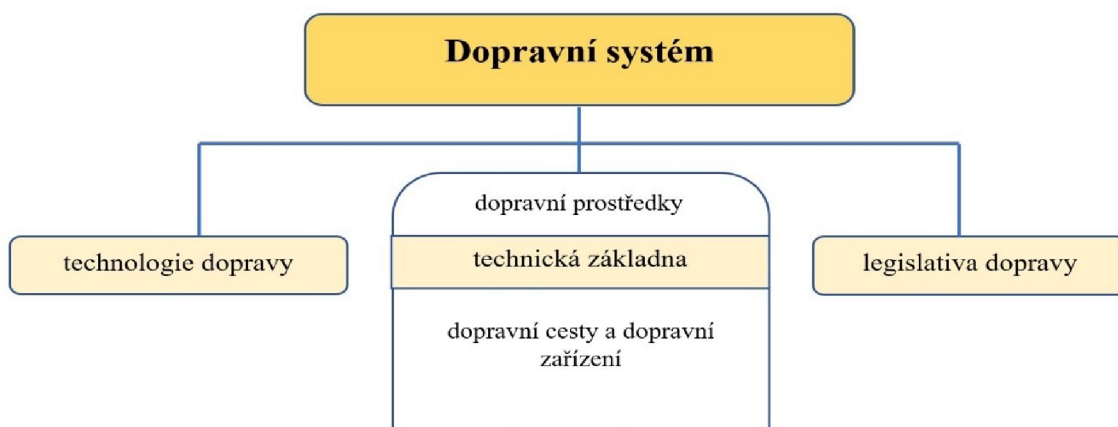 Dopravní systém
dopravní prostředky
technologie dopravy
technická základna
legislativa dopravy
dopravní cesty a dopravní
zařízení